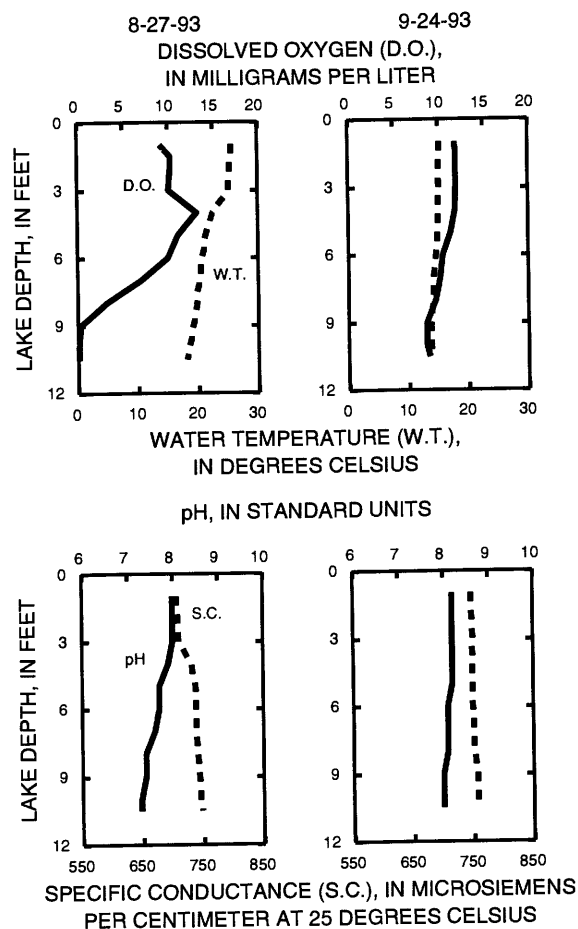 8-27-93 9-24-93
DISSOLVED OXYGEN (D.O.),
IN MILLIGRAMS PER LITER
0 5 10 15 20 0 5 10 15 20
0 0
3 3
6 6
9 9
12 12
LAKE DEPTH, IN FEET
D.O.
W.T.
0 10 20 30 0 10 20 30
WATER TEMPERATURE (W.T.),
IN DEGREES CELSIUS
pH, IN STANDARD UNITS
6 7 8 9 10 6 7 8 9 10
0 0
3 3
6 6
9 9
12 12
LAKE DEPTH, IN FEET
S.C.
pH
550 650 750 850 550 650 750 850
SPECIFIC CONDUCTANCE (S.C.), IN MICROSIEMENS
PER CENTIMETER AT 25 DEGREES CELSIUS